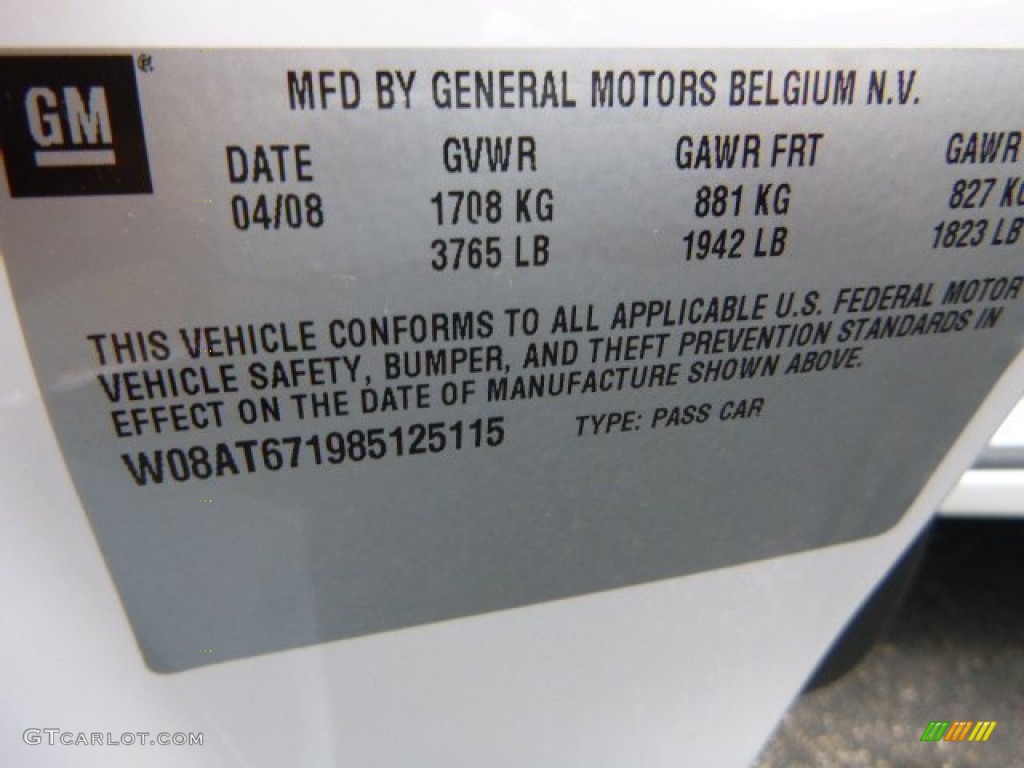 GM ®
MFD BY GENERAL MOTORS BELGIUM N.V.
DATE GVWR GAWR FRT GAWR
04/08 1708 KG 881 KG 827 KG
3765 LB 1942 LB 1823 LB
THIS VEHICLE CONFORMS TO ALL APPLICABLE U.S. FEDERAL MOTOR
VEHICLE SAFETY, BUMPER, AND THEFT PREVENTION STANDARDS IN
EFFECT ON THE DATE OF MANUFACTURE SHOWN ABOVE.
W08AT671985125115 TYPE: PASS CAR
GTCARLOT.COM